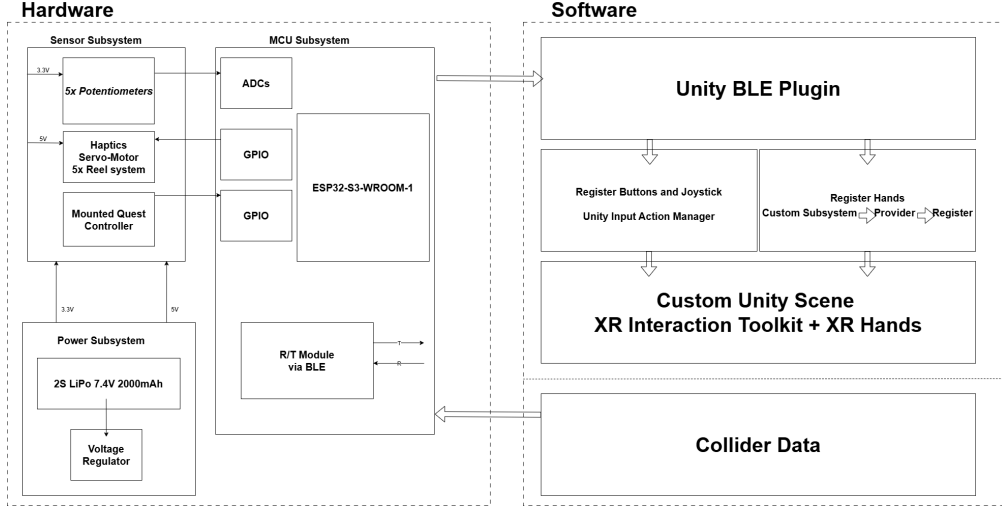 Hardware
Software
Sensor Subsystem
MCU Subsystem
3.3V
5x Potentiometers
ADCs
5V
Haptics
Servo-Motor
5x Reel system
GPIO
ESP32-S3-WROOM-1
Mounted Quest
Controller
GPIO
3.3V
5V
Power Subsystem
2S LiPo 7.4V 2000mAh
Voltage
Regulator
R/T Module
via BLE
T
R
Unity BLE Plugin
Register Buttons and Joystick
Unity Input Action Manager
Register Hands
Custom Subsystem
Provider
Register
Custom Unity Scene
XR Interaction Toolkit + XR Hands
Collider Data